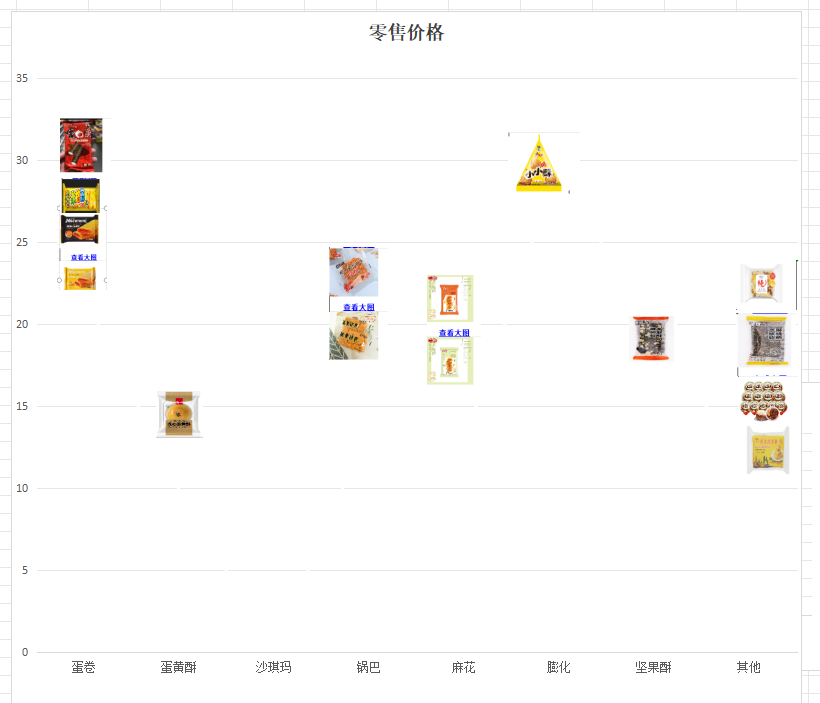 零售价格
35
30
25
查看大图
查看大图
20
查看大图
小小酥
15
10
5
0
蛋卷
蛋黄酥
沙琪玛
锅巴
麻花
膨化
坚果酥
其他